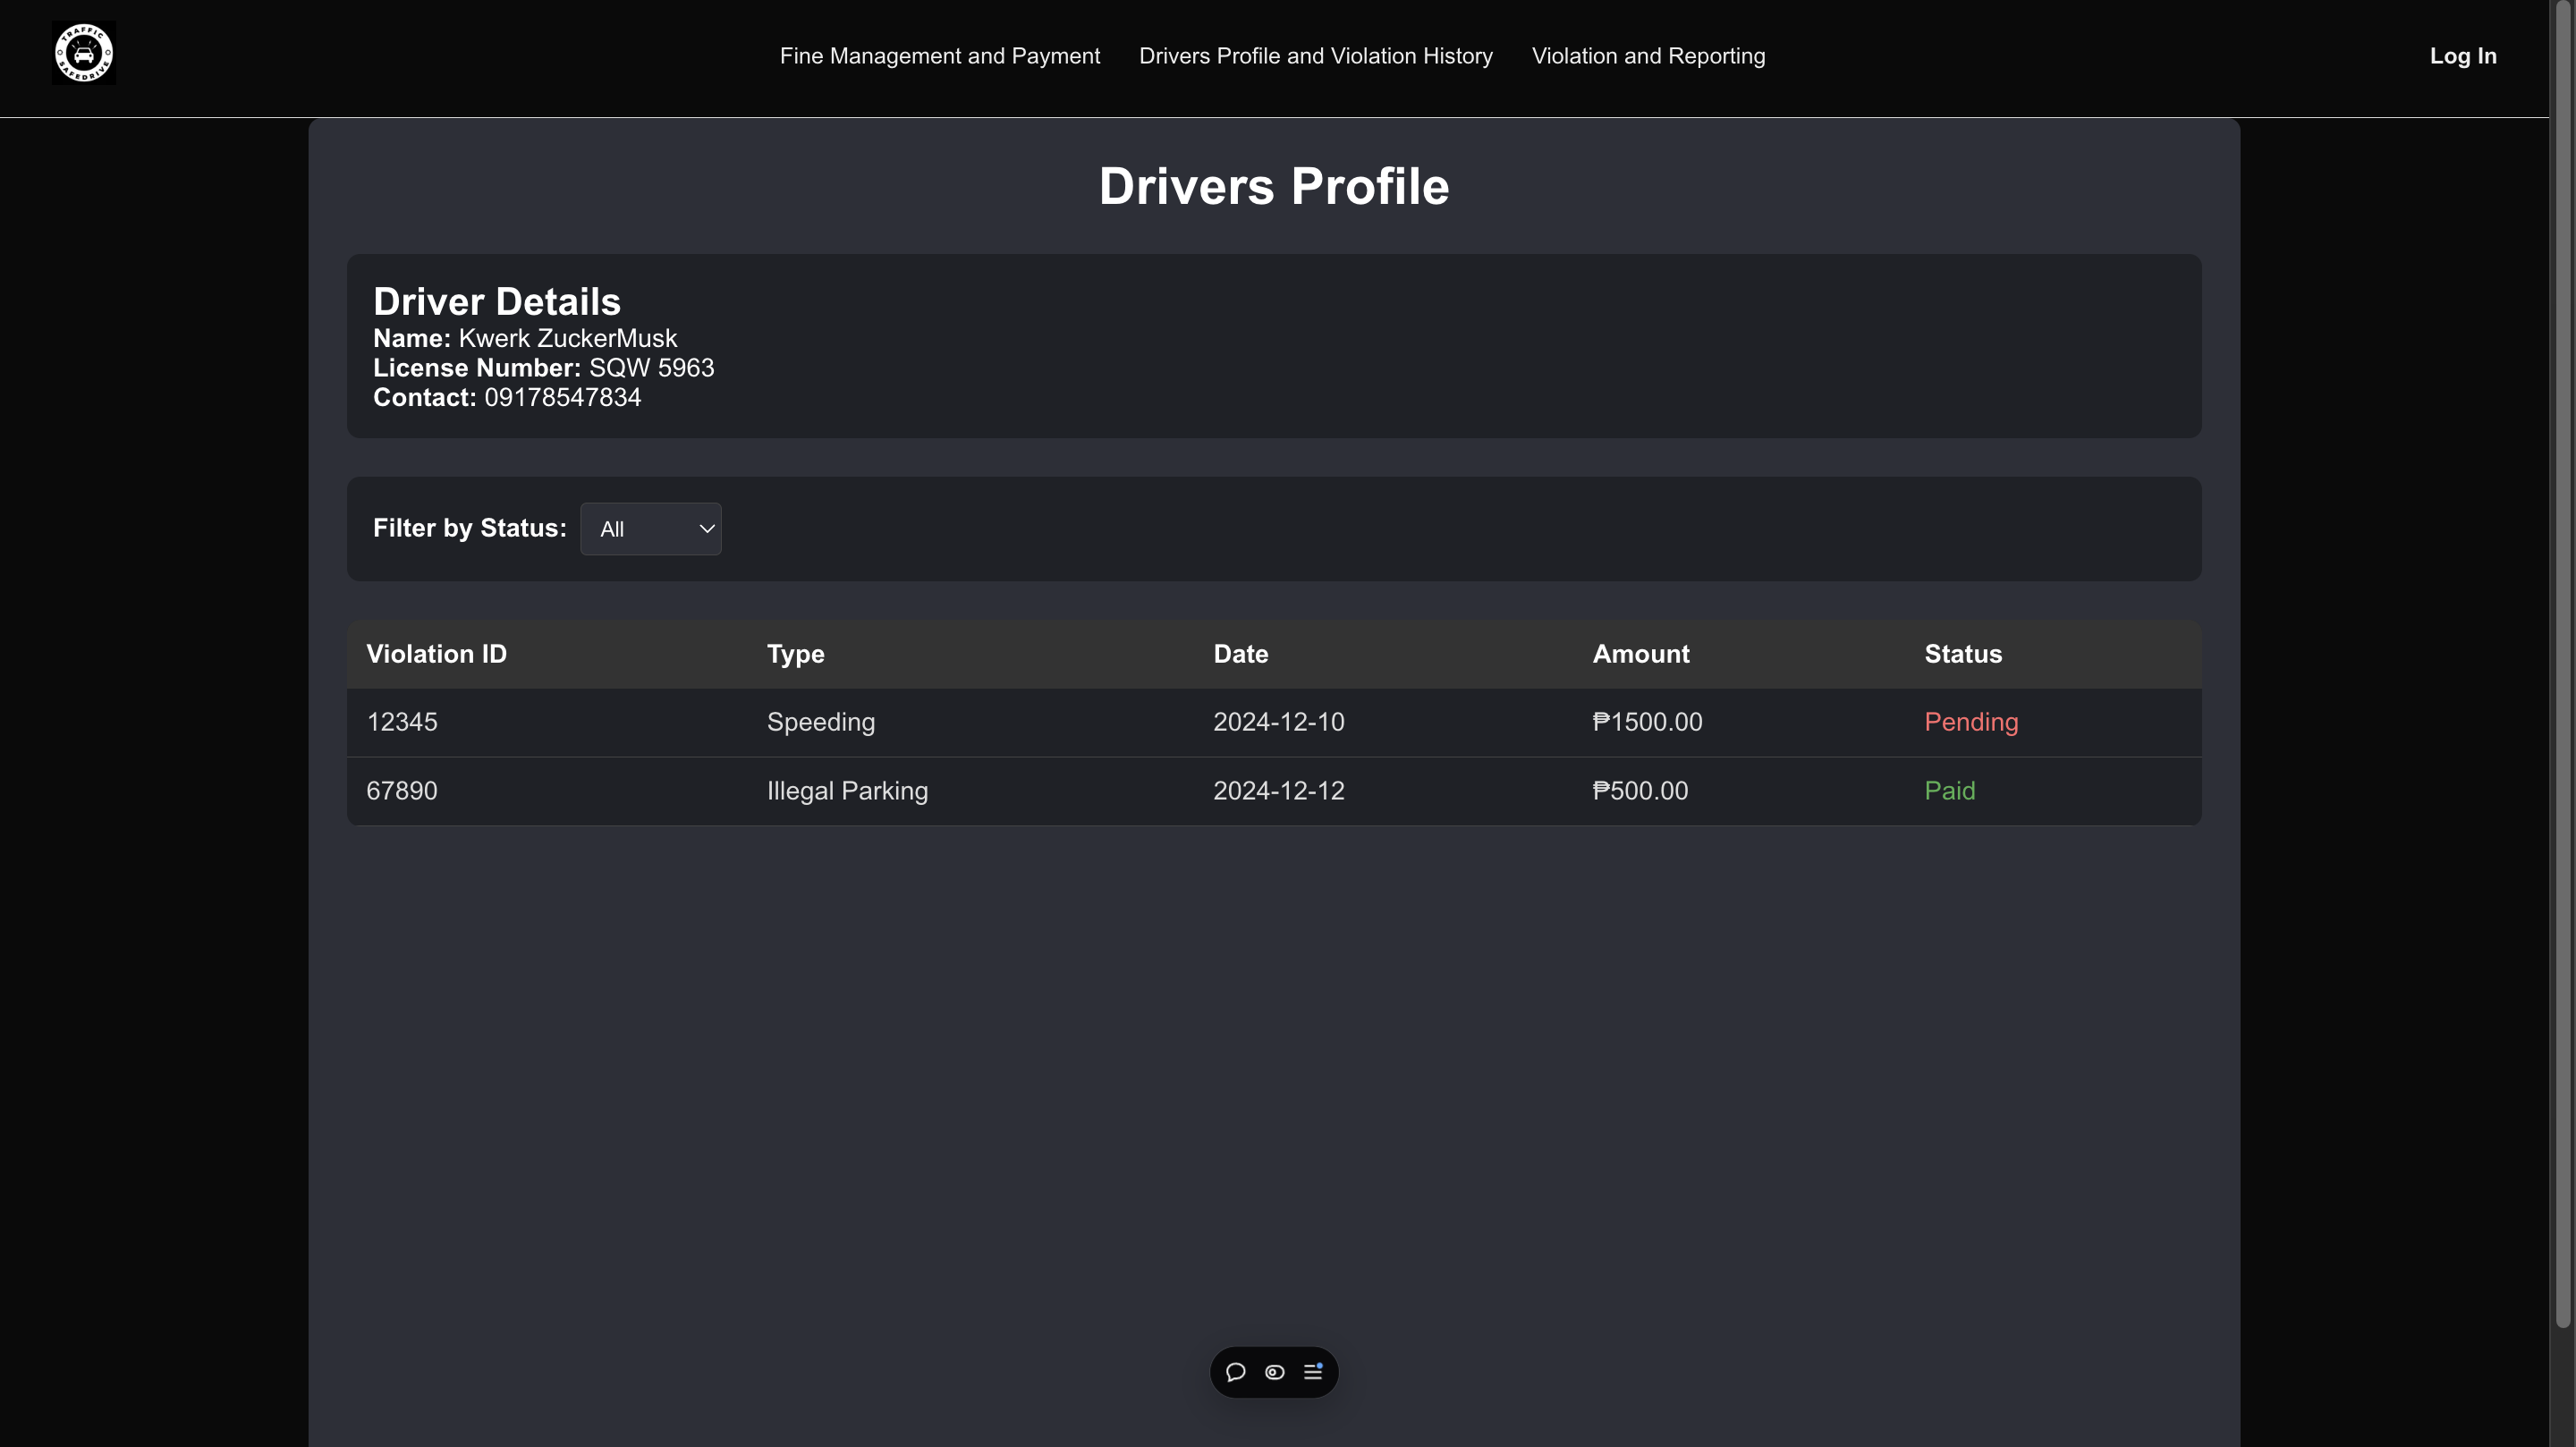 TRAFFIC
SAFEDRIVE
Fine Management and Payment
Drivers Profile and Violation History
Violation and Reporting
Log In
Drivers Profile
Driver Details
Name: Kwerk ZuckerMusk
License Number: SQW 5963
Contact: 09178547834
Filter by Status: All
Violation ID Type Date Amount Status
12345 Speeding 2024-12-10 ₱1500.00 Pending
67890 Illegal Parking 2024-12-12 ₱500.00 Paid